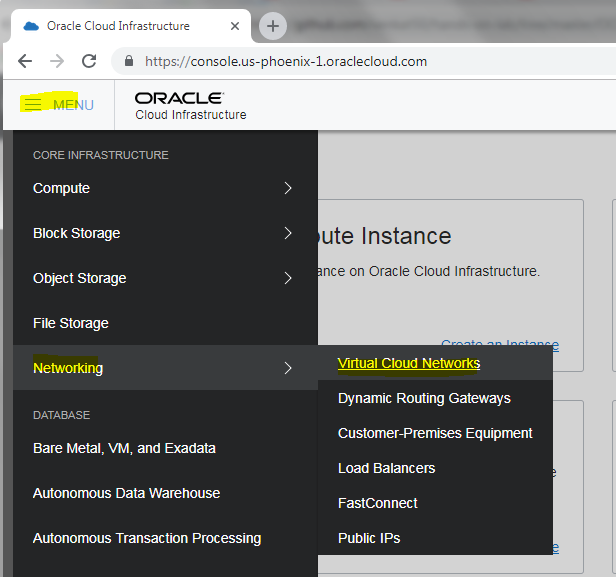 Oracle Cloud Infrastructure
https://console.us-phoenix-1.oraclecloud.com
MENU
ORACLE
Cloud Infrastructure
CORE INFRASTRUCTURE
Compute
Block Storage
Object Storage
File Storage
Networking
DATABASE
Bare Metal, VM, and Exadata
Autonomous Data Warehouse
Autonomous Transaction Processing
ute Instance
ance on Oracle Cloud Infrastructure.
Create an Instance
Virtual Cloud Networks
Dynamic Routing Gateways
Customer-Premises Equipment
Load Balancers
FastConnect
Public IPs